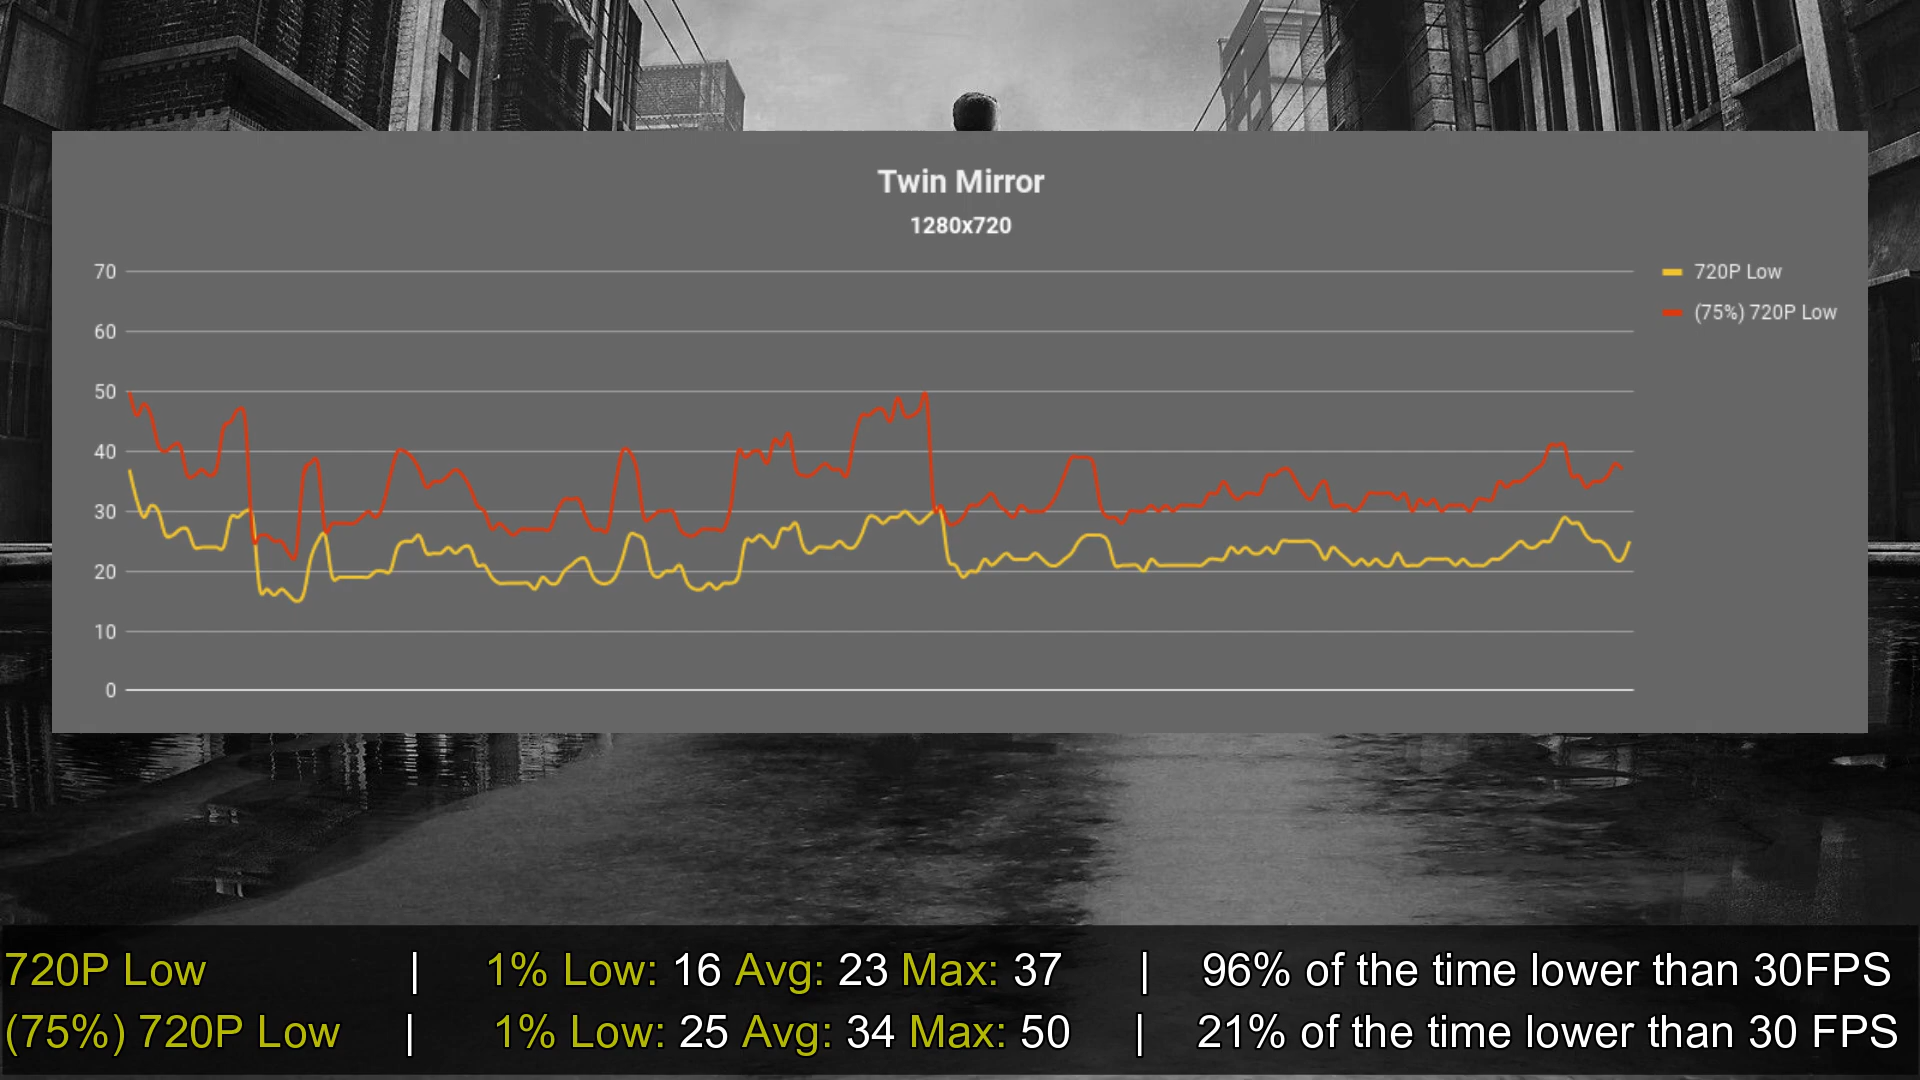 Twin Mirror
1280x720
70
60
50
40
30
20
10
0
720P Low
(75%) 720P Low
720P Low | 1% Low: 16 Avg: 23 Max: 37 | 96% of the time lower than 30FPS
(75%) 720P Low | 1% Low: 25 Avg: 34 Max: 50 | 21% of the time lower than 30 FPS